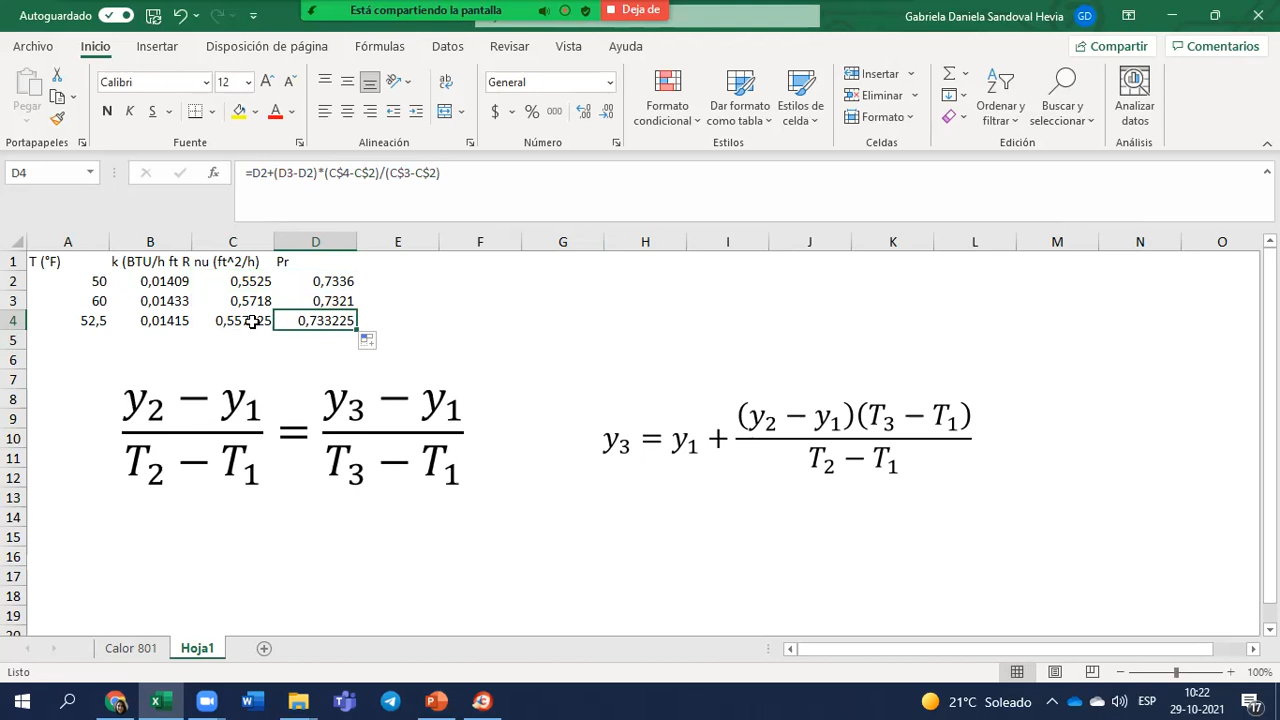 Autoguardado
Está compartiendo la pantalla
Deja de
Gabriela Daniela Sandoval Hevia
GD
Archivo Inicio Insertar Disposición de página Fórmulas Datos Revisar Vista Ayuda
Compartir
Comentarios
Pegar
Calibri 12
N K S
General
$ % 000
Formato condicional
Dar formato como tabla
Estilos de celda
Insertar
Eliminar
Formato
Ordenar y filtrar
Buscar y seleccionar
Analizar datos
Portapapeles Fuente Alineación Número Estilos Celdas Edición Análisis
D4 fx =D2+(D3-D2)*(C$4-C$2)/(C$3-C$2)
A B C D E F G H I J K L M N O
1 T (°F) k (BTU/h ft R nu (ft^2/h) Pr
2 50 0,01409 0,5525 0,7336
3 60 0,01433 0,5718 0,7321
4 52,5 0,01415 0,733225
5
6
7
8
9
10
11
12
13
14
15
16
17
18
19
20
y₂ − y₁ / T₂ − T₁ = y₃ − y₁ / T₃ − T₁
y₃ = y₁ + (y₂ − y₁)(T₃ − T₁) / T₂ − T₁
Calor 801 Hoja1
Listo
100%
21°C Soleado
ESP
10:22
29-10-2021
17